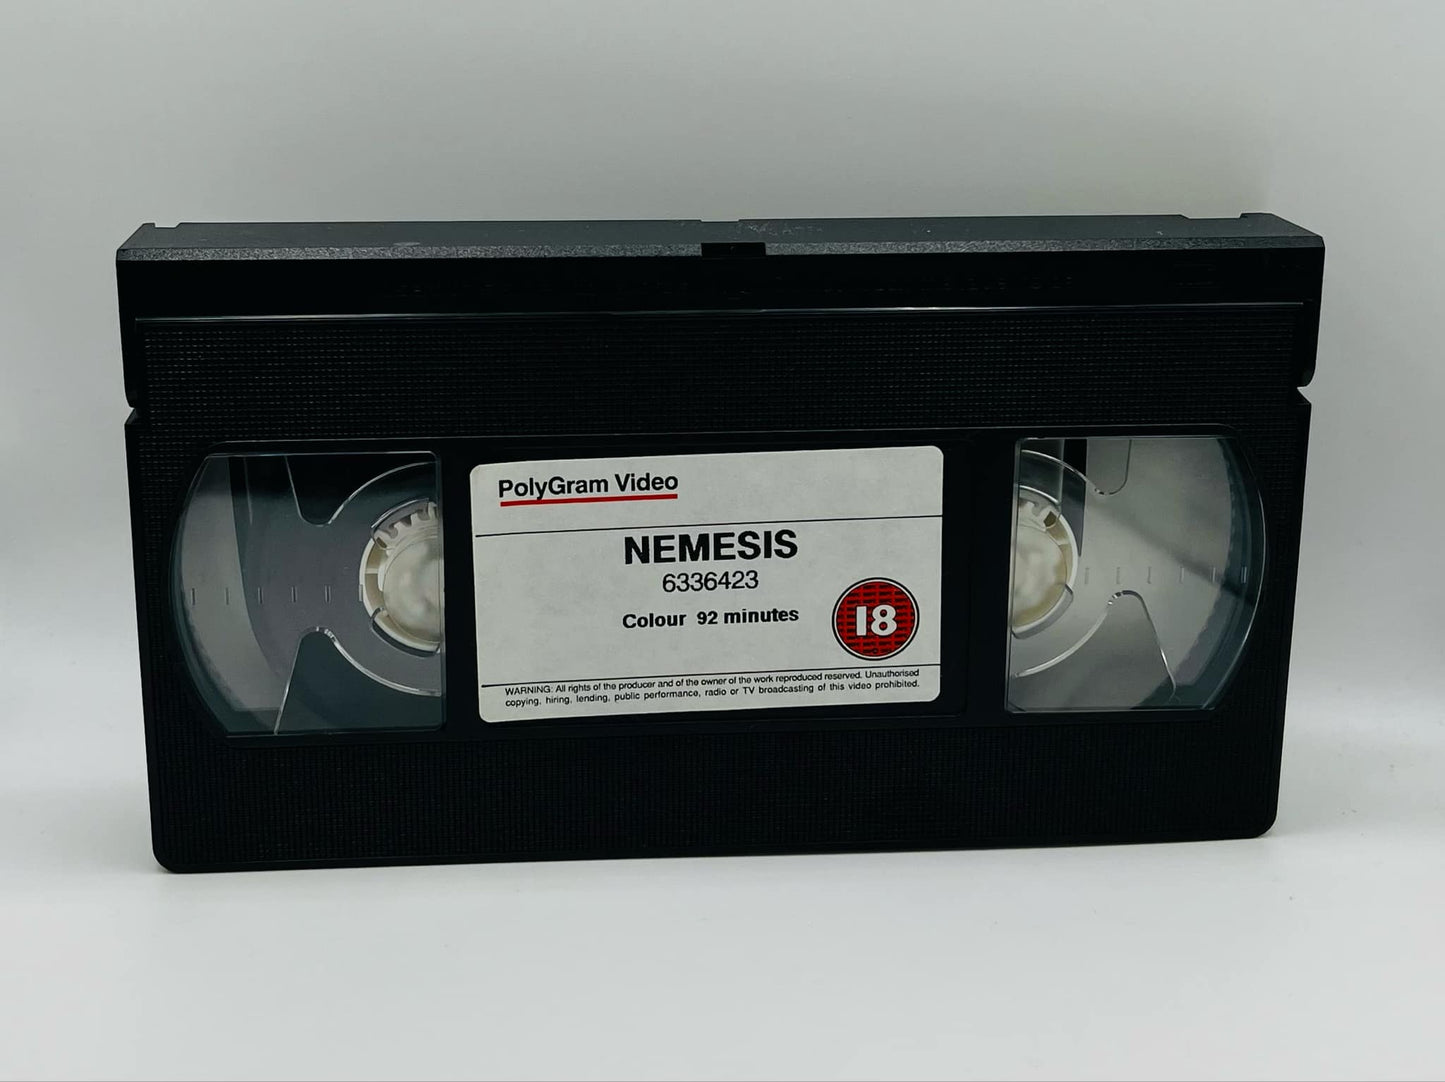 PolyGram Video
NEMESIS
6336423
Colour 92 minutes
18
WARNING: All rights of the producer and of the owner of the work reproduced reserved. Unauthorised
copying, hiring, lending, public performance, radio or TV broadcasting of this video prohibited.